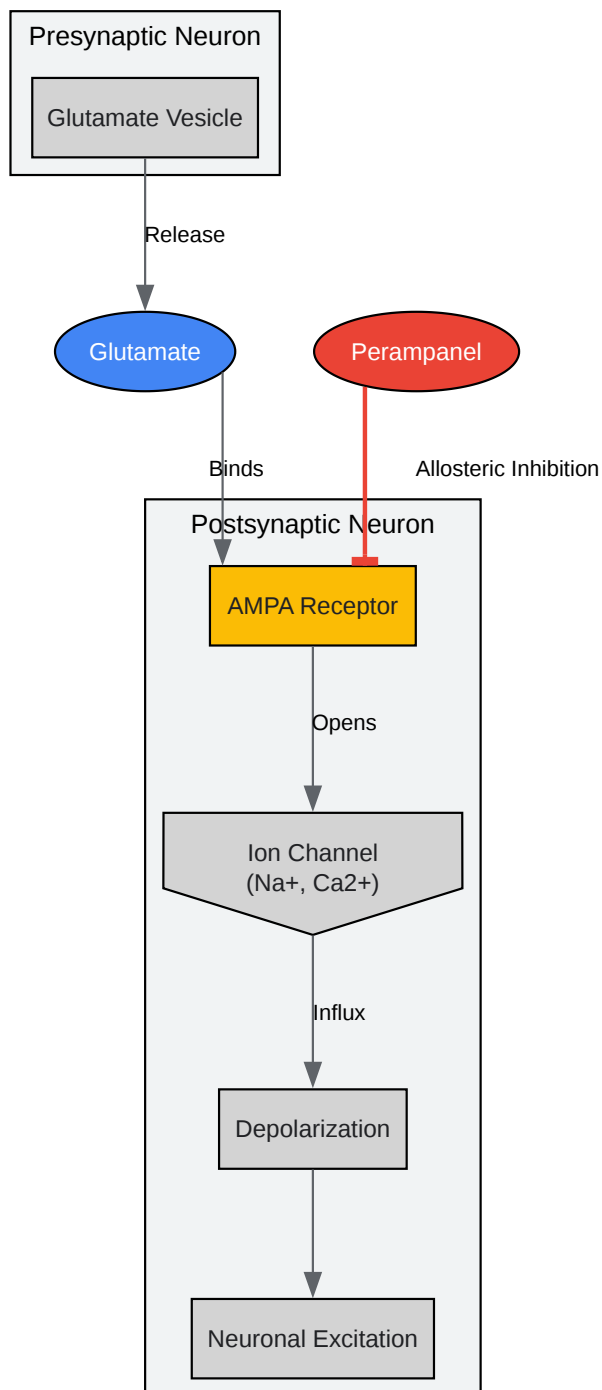 Presynaptic Neuron
Glutamate Vesicle
Release
Glutamate
Perampanel
Binds
Allosteric Inhibition
Postsynaptic Neuron
AMPA Receptor
Opens
Ion Channel
(Na+, Ca2+)
Influx
Depolarization
Neuronal Excitation